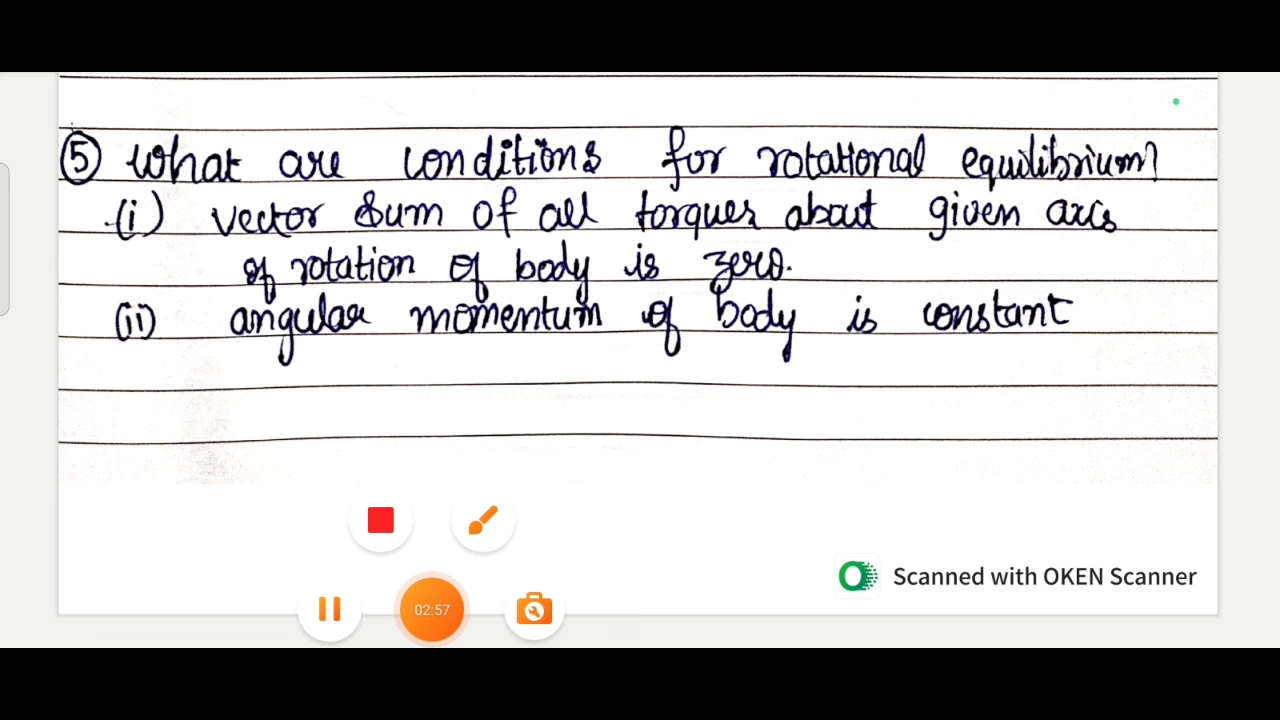 ⑤ What are conditions for rotational equilibrium?
(i) vector sum of all torques about given axis
of rotation of body is zero.
(ii) angular momentum of body is constant
02:57
Scanned with OKEN Scanner